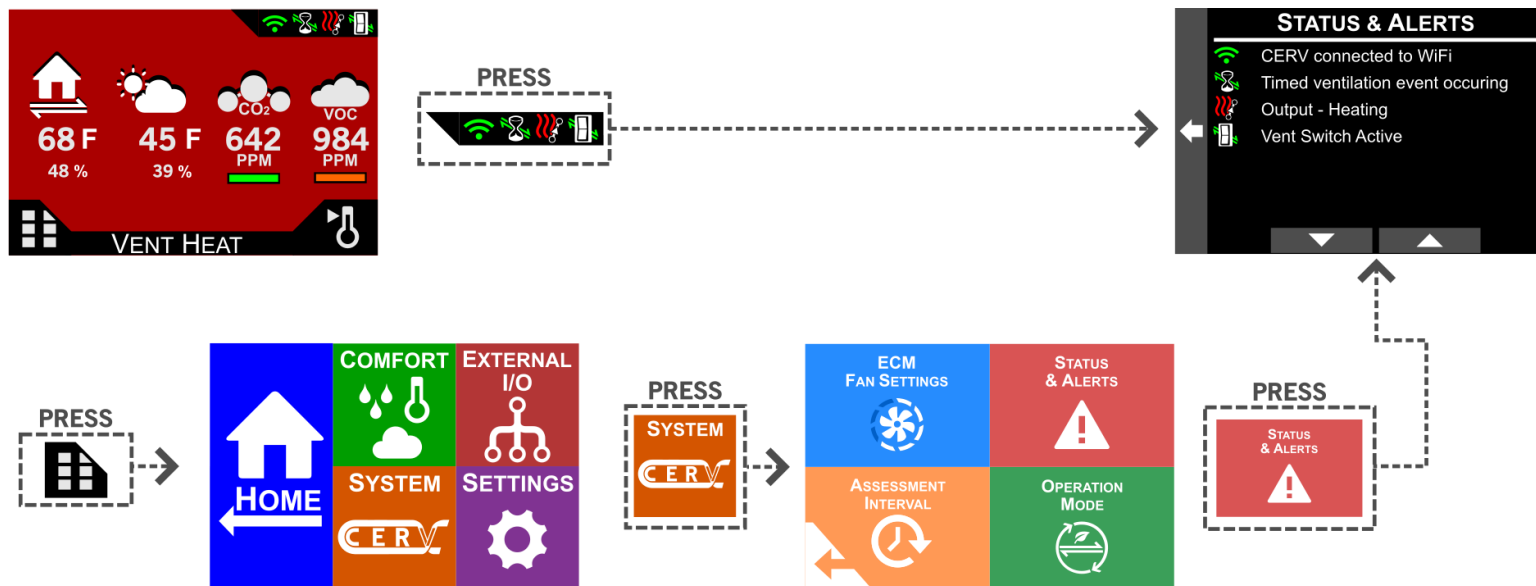 68 F
48 %
45 F
39 %
CO₂
642
PPM
VOC
984
PPM
VENT HEAT
PRESS
STATUS & ALERTS
CERV connected to WiFi
Timed ventilation event occuring
Output - Heating
Vent Switch Active
PRESS
HOME
COMFORT
EXTERNAL
I/O
SYSTEM
CERV
SETTINGS
PRESS
SYSTEM
CERV
ECM
FAN SETTINGS
STATUS
& ALERTS
ASSESSMENT
INTERVAL
OPERATION
MODE
PRESS
STATUS
& ALERTS